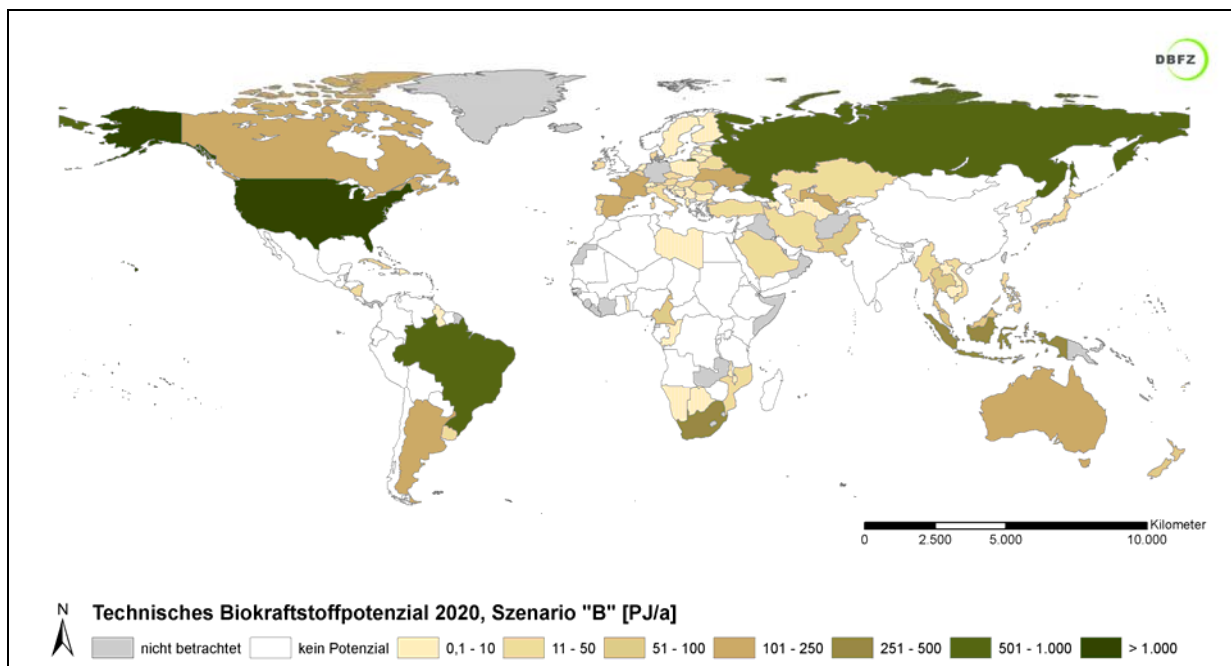 DBFZ
Kilometer
0 2.500 5.000 10.000
N
Technisches Biokraftstoffpotenzial 2020, Szenario "B" [PJ/a]
nicht betrachtet kein Potenzial 0,1 - 10 11 - 50 51 - 100 101 - 250 251 - 500 501 - 1.000 > 1.000